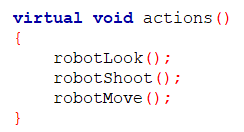 virtual void actions()
{
    robotLook();
    robotShoot();
    robotMove();
}